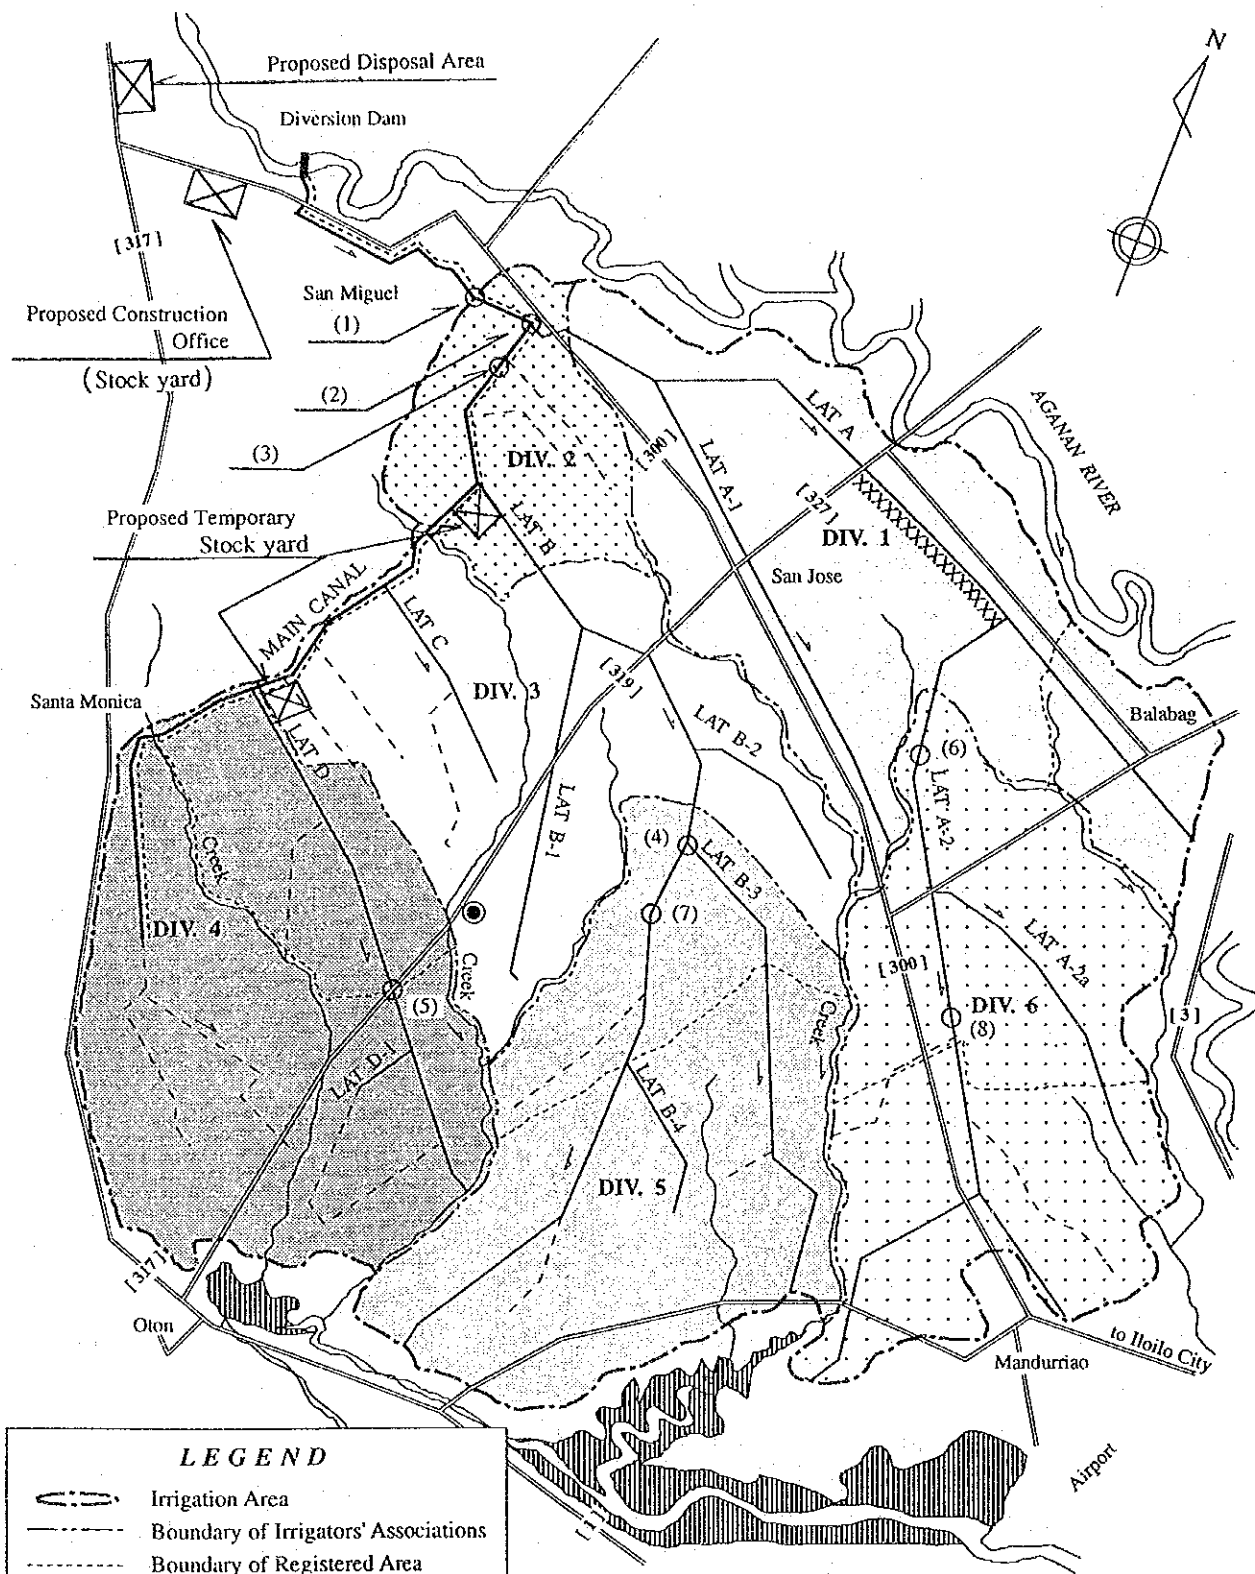 N
Proposed Disposal Area
Diversion Dam
[317]
San Miguel
(1)
Proposed Construction
Office
(Stock yard)
(2)
(3)
AGANAN RIVER
LAT A
LAT A-1
[300]
[327]
DIV. 2
DIV. 1
LAT B
Proposed Temporary
Stock yard
San Jose
MAIN CANAL
LAT C
[319]
DIV. 3
Santa Monica
LAT B-2
Balabag
(6)
LAT D
LAT A-2
LAT B-1
Creek
(4)
LAT B-3
(7)
DIV. 4
LAT A-2a
[300]
Creek
(5)
DIV. 6
(8)
[3]
Creek
LAT D-1
LAT B-4
DIV. 5
[317]
Oton
to Iloilo City
Mandurriao
Airport
LEGEND
Irrigation Area
Boundary of Irrigators' Associations
Boundary of Registered Area